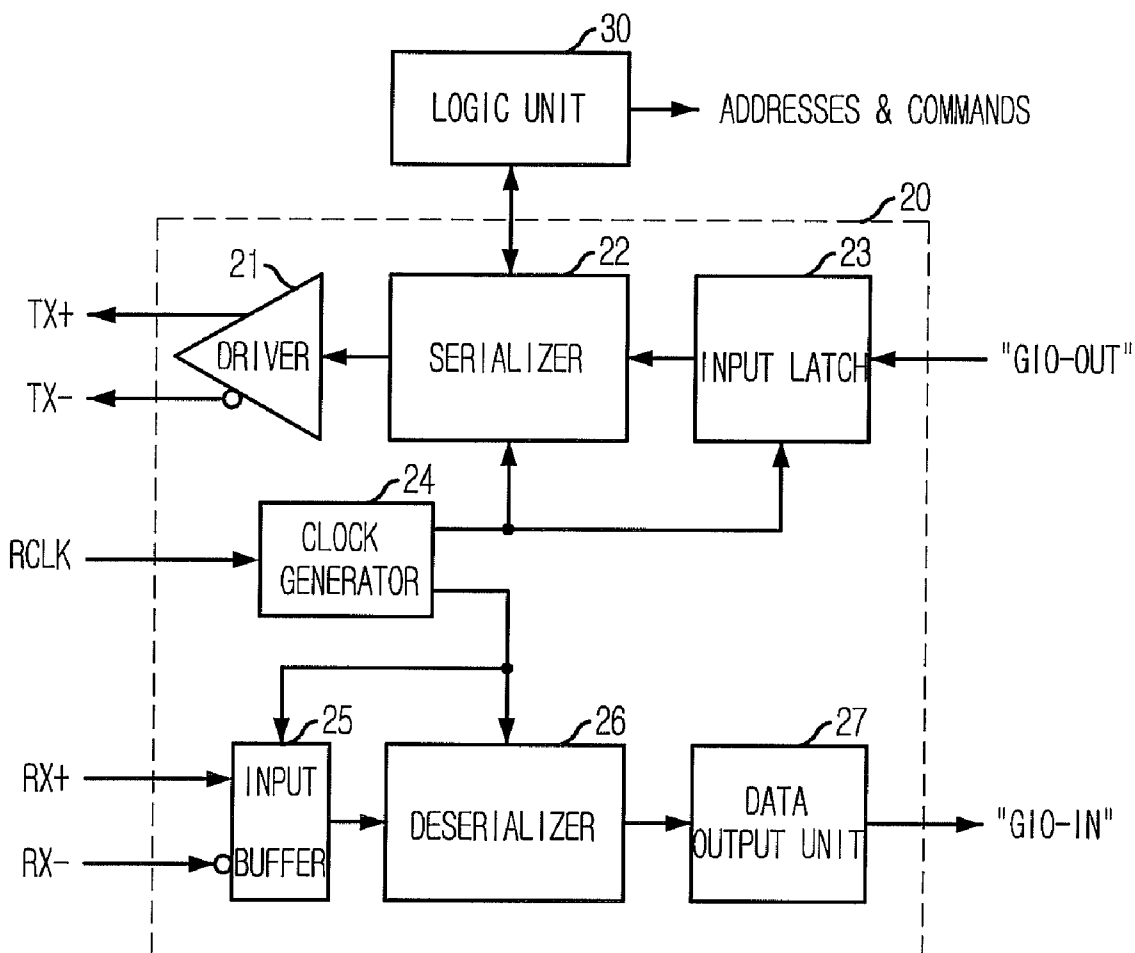 30
LOGIC UNIT
ADDRESSES & COMMANDS
20
21
22
23
TX+
DRIVER
SERIALIZER
INPUT LATCH
"GIO-OUT"
TX-
24
RCLK
CLOCK
GENERATOR
25
26
27
RX+
INPUT
BUFFER
DESERIALIZER
DATA
OUTPUT UNIT
"GIO-IN"
RX-